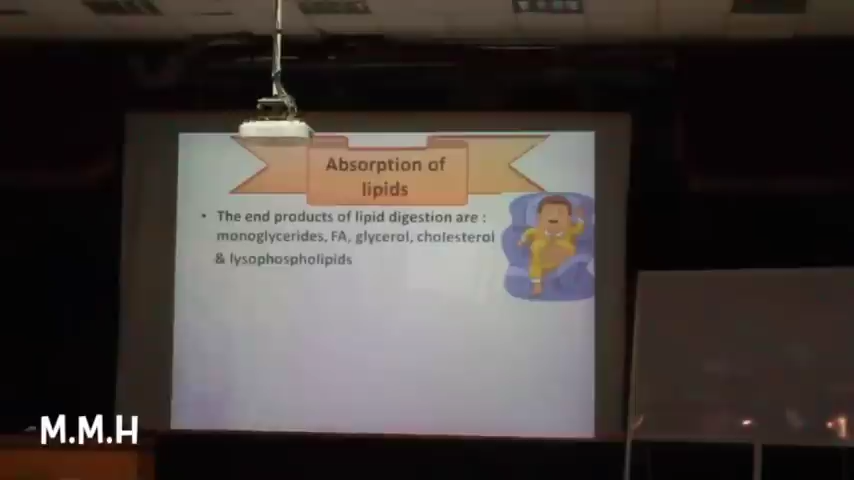 Absorption of
lipids
• The end products of lipid digestion are :
monoglycerides, FA, glycerol, cholesterol
& lysophospholipids
M.M.H